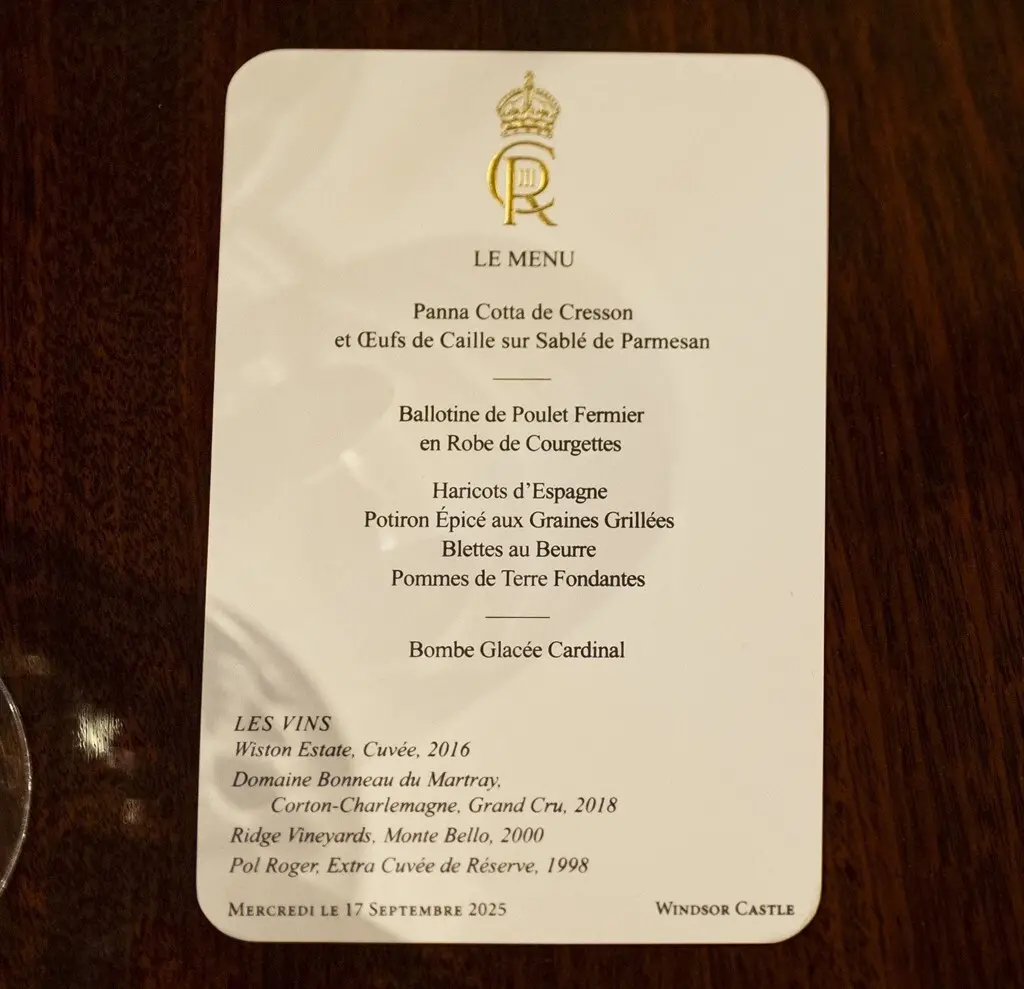 CR III
LE MENU
Panna Cotta de Cresson
et Œufs de Caille sur Sablé de Parmesan
Ballotine de Poulet Fermier
en Robe de Courgettes
Haricots d’Espagne
Potiron Épicé aux Graines Grillées
Blettes au Beurre
Pommes de Terre Fondantes
Bombe Glacée Cardinal
LES VINS
Wiston Estate, Cuvée, 2016
Domaine Bonneau du Martray,
Corton-Charlemagne, Grand Cru, 2018
Ridge Vineyards, Monte Bello, 2000
Pol Roger, Extra Cuvée de Réserve, 1998
Mercredi le 17 Septembre 2025
Windsor Castle